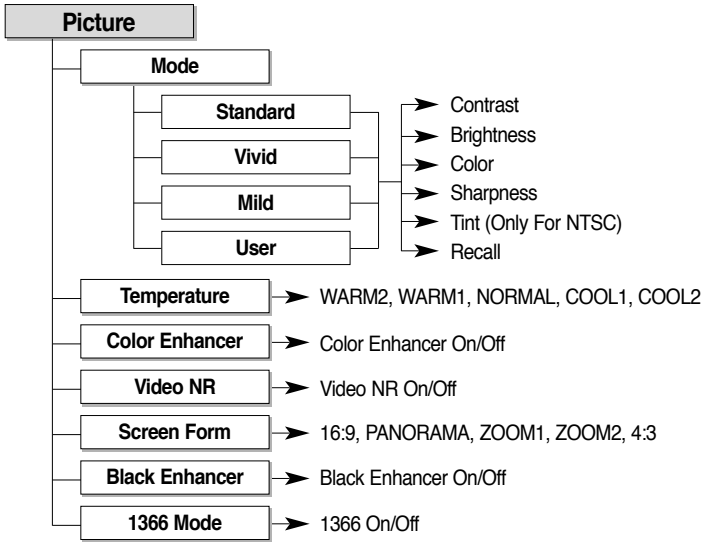 Picture
Mode
Standard
Vivid
Mild
User
Contrast
Brightness
Color
Sharpness
Tint (Only For NTSC)
Recall
Temperature
WARM2, WARM1, NORMAL, COOL1, COOL2
Color Enhancer
Color Enhancer On/Off
Video NR
Video NR On/Off
Screen Form
16:9, PANORAMA, ZOOM1, ZOOM2, 4:3
Black Enhancer
Black Enhancer On/Off
1366 Mode
1366 On/Off